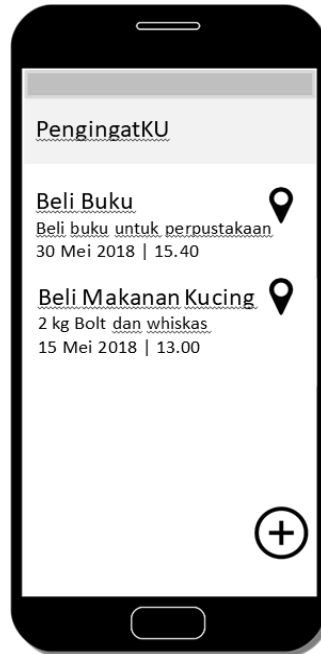 PengingatKU
Beli Buku
Beli buku untuk perpustakaan
30 Mei 2018 | 15.40
Beli Makanan Kucing
2 kg Bolt dan whiskas
15 Mei 2018 | 13.00